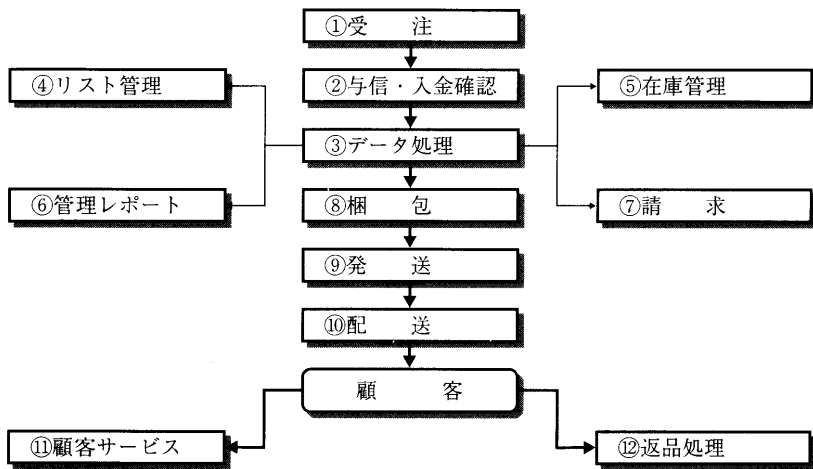 ①受 注
②与信・入金確認
③データ処理
④リスト管理
⑤在庫管理
⑥管理レポート
⑦請 求
⑧梱 包
⑨発 送
⑩配 送
顧 客
⑪顧客サービス
⑫返品処理